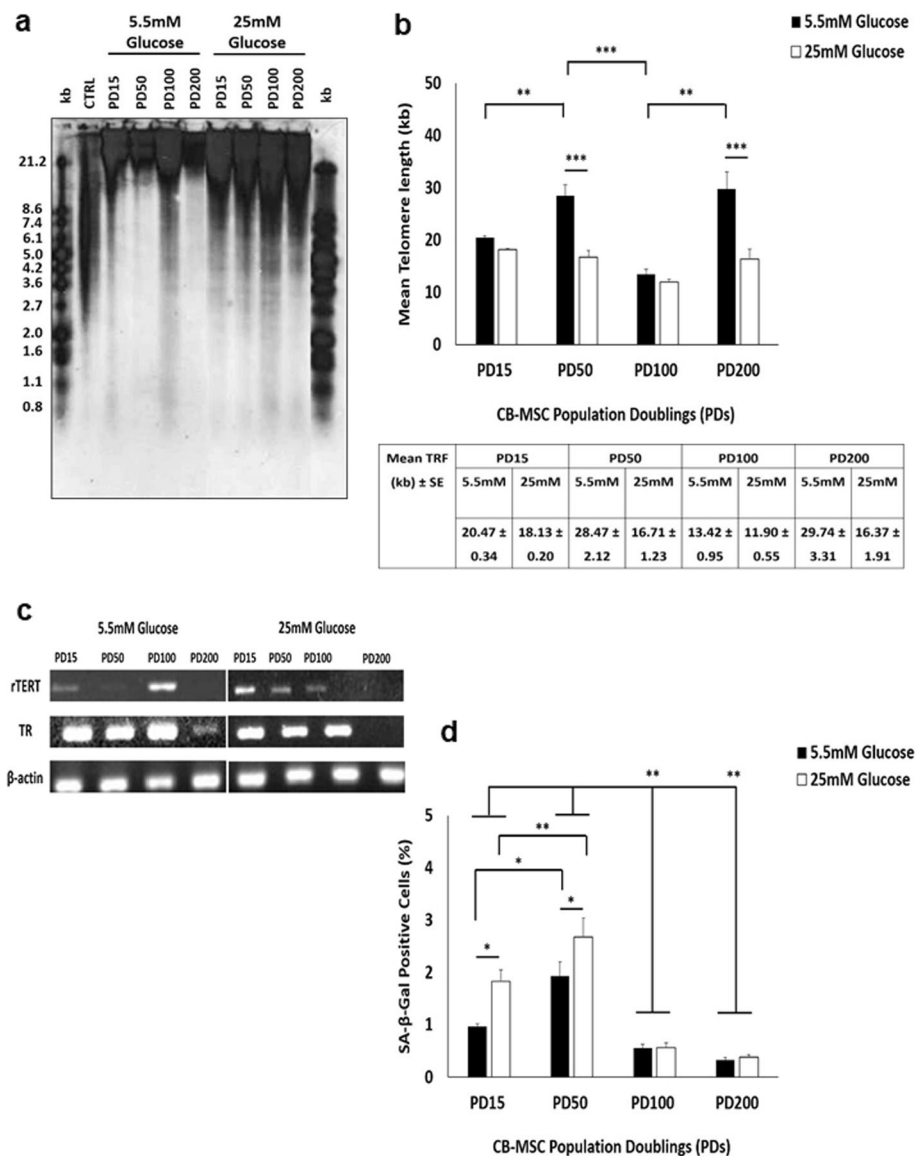 a
5.5mM Glucose
25mM Glucose
kb CTRL PD15 PD50 PD100 PD200 PD15 PD50 PD100 PD200 kb
21.2
8.6
7.4
6.1
5.0
4.2
3.6
2.7
2.0
1.6
1.1
0.8
b
5.5mM Glucose
25mM Glucose
***
**
**
***
***
Mean Telomere length (kb)
50
40
30
20
10
0
PD15 PD50 PD100 PD200
CB-MSC Population Doublings (PDs)
Mean TRF PD15 PD50 PD100 PD200
(kb) ± SE 5.5mM 25mM 5.5mM 25mM 5.5mM 25mM 5.5mM 25mM
20.47 ± 18.13 ± 28.47 ± 16.71 ± 13.42 ± 11.90 ± 29.74 ± 16.37 ±
0.34 0.20 2.12 1.23 0.95 0.55 3.31 1.91
c
5.5mM Glucose 25mM Glucose
PD15 PD50 PD100 PD200 PD15 PD50 PD100 PD200
rTERT
TR
β-actin
d
5.5mM Glucose
25mM Glucose
** **
**
*
*
*
SA-β-Gal Positive Cells (%)
5
4
3
2
1
0
PD15 PD50 PD100 PD200
CB-MSC Population Doublings (PDs)